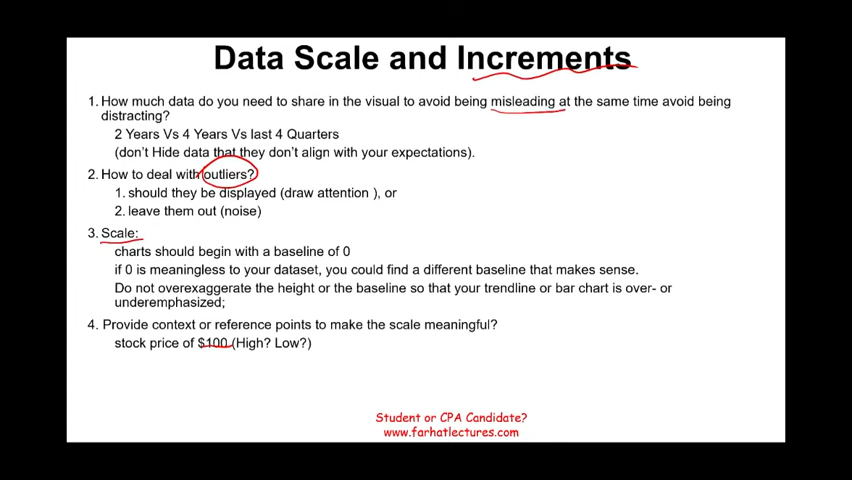 Data Scale and Increments
1. How much data do you need to share in the visual to avoid being misleading at the same time avoid being
distracting?
2 Years Vs 4 Years Vs last 4 Quarters
(don't Hide data that they don't align with your expectations).
2. How to deal with outliers?
1. should they be displayed (draw attention ), or
2. leave them out (noise)
3. Scale:
charts should begin with a baseline of 0
if 0 is meaningless to your dataset, you could find a different baseline that makes sense.
Do not overexaggerate the height or the baseline so that your trendline or bar chart is over- or
underemphasized;
4. Provide context or reference points to make the scale meaningful?
stock price of $100 (High? Low?)
Student or CPA Candidate?
www.farhatlectures.com